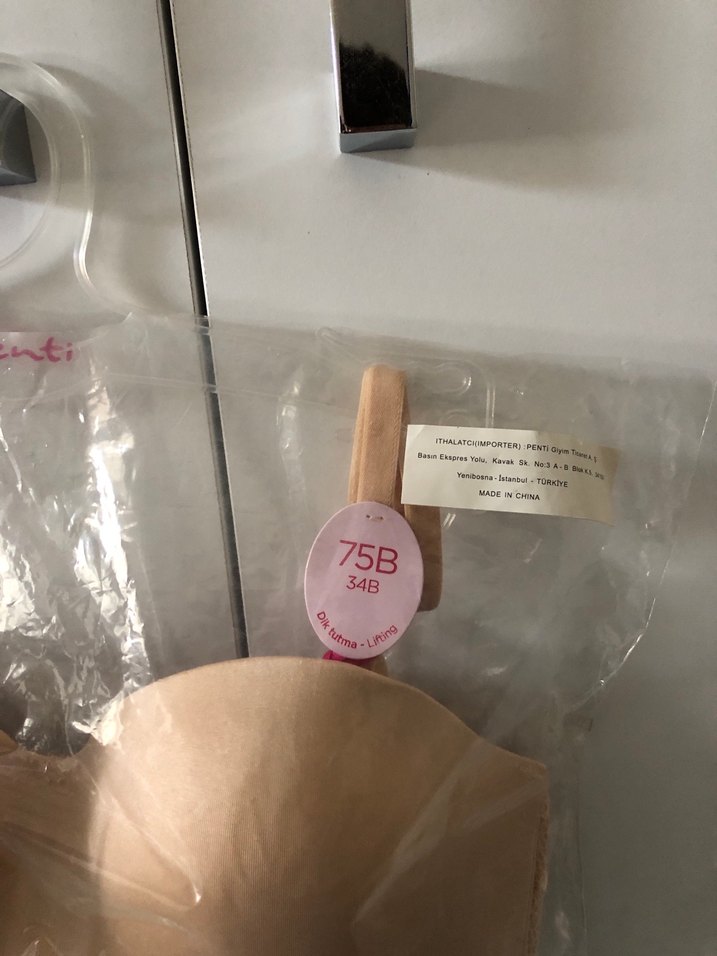 enti
ITHALATCI(IMPORTER) :PENTİ Giyim Ticaret A.Ş
Basın Ekspres Yolu, Kavak Sk. No:3 A-B Blok K.5
Yenibosna - İstanbul - TÜRKİYE
MADE IN CHINA
75B
34B
Dik tutma - Lifting